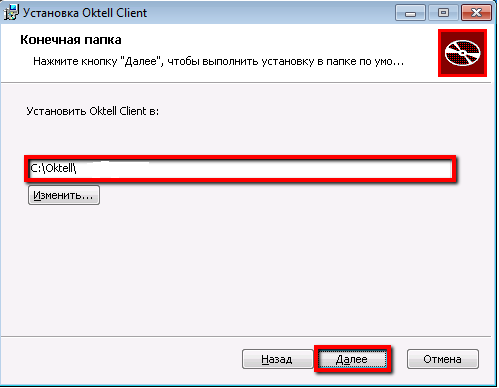 Установка Oktell Client
Конечная папка
Нажмите кнопку "Далее", чтобы выполнить установку в папке по умо...
Установить Oktell Client в:
C:\Oktell\
Изменить...
Назад
Далее
Отмена